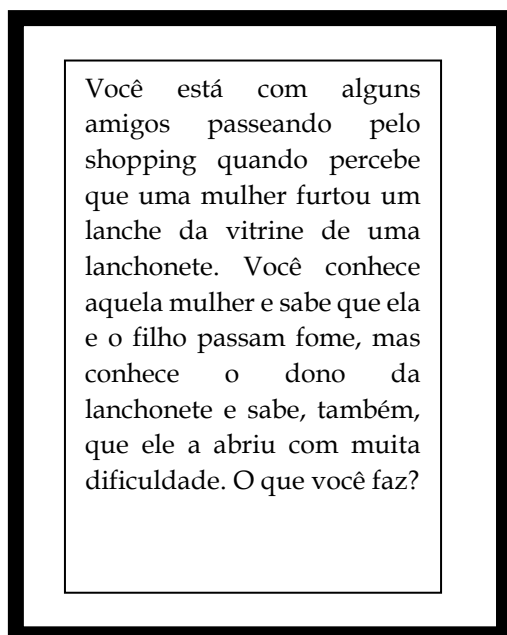 Você está com alguns
amigos passeando pelo
shopping quando percebe
que uma mulher furtou um
lanche da vitrine de uma
lanchonete. Você conhece
aquela mulher e sabe que ela
e o filho passam fome, mas
conhece o dono da
lanchonete e sabe, também,
que ele a abriu com muita
dificuldade. O que você faz?